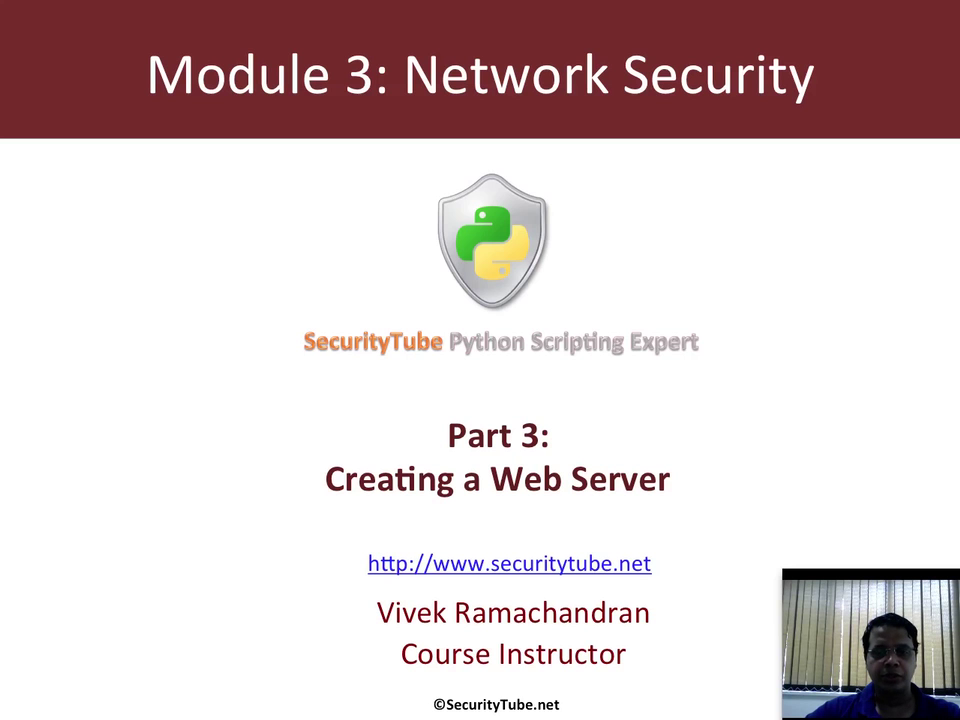 Module 3: Network Security
SecurityTube Python Scripting Expert
Part 3:
Creating a Web Server
http://www.securitytube.net
Vivek Ramachandran
Course Instructor
©SecurityTube.net